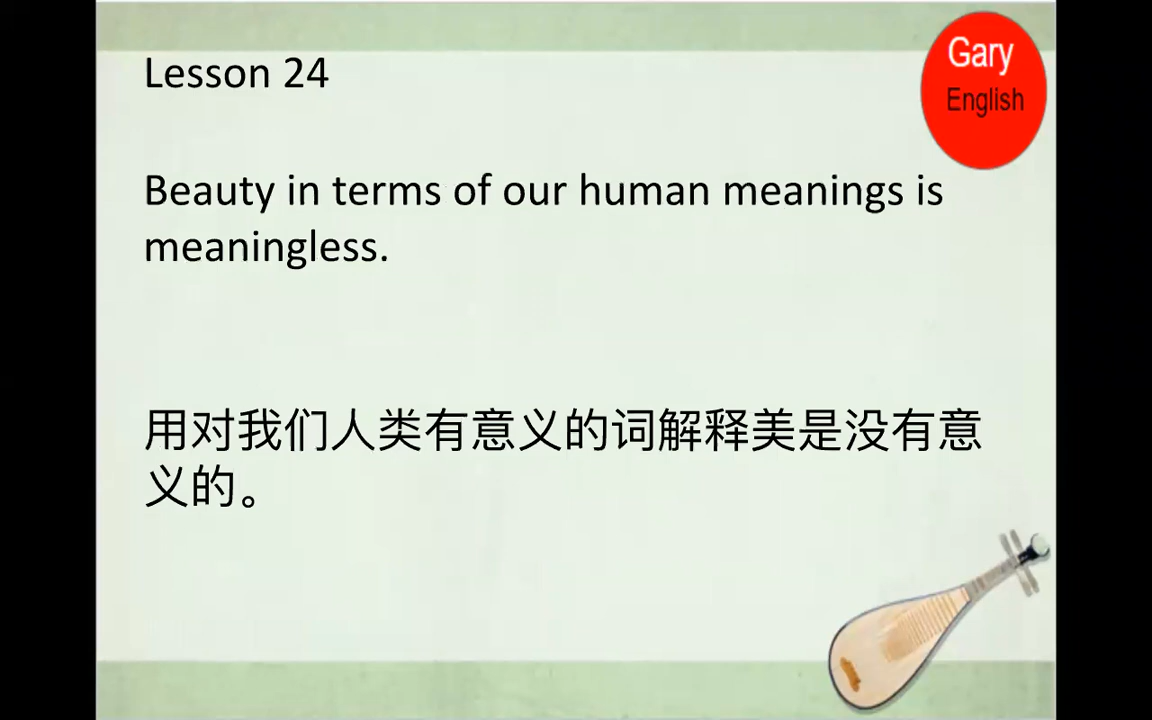 Lesson 24
Gary
English
Beauty in terms of our human meanings is
meaningless.
用对我们人类有意义的词解释美是没有意
义的。